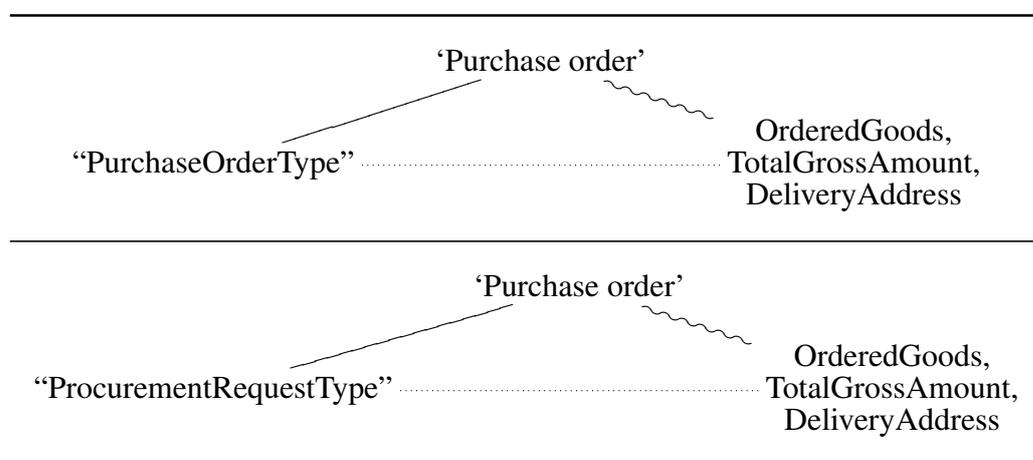 ‘Purchase order’
OrderedGoods,
“PurchaseOrderType”
TotalGrossAmount,
DeliveryAddress
‘Purchase order’
OrderedGoods,
“ProcurementRequestType”
TotalGrossAmount,
DeliveryAddress